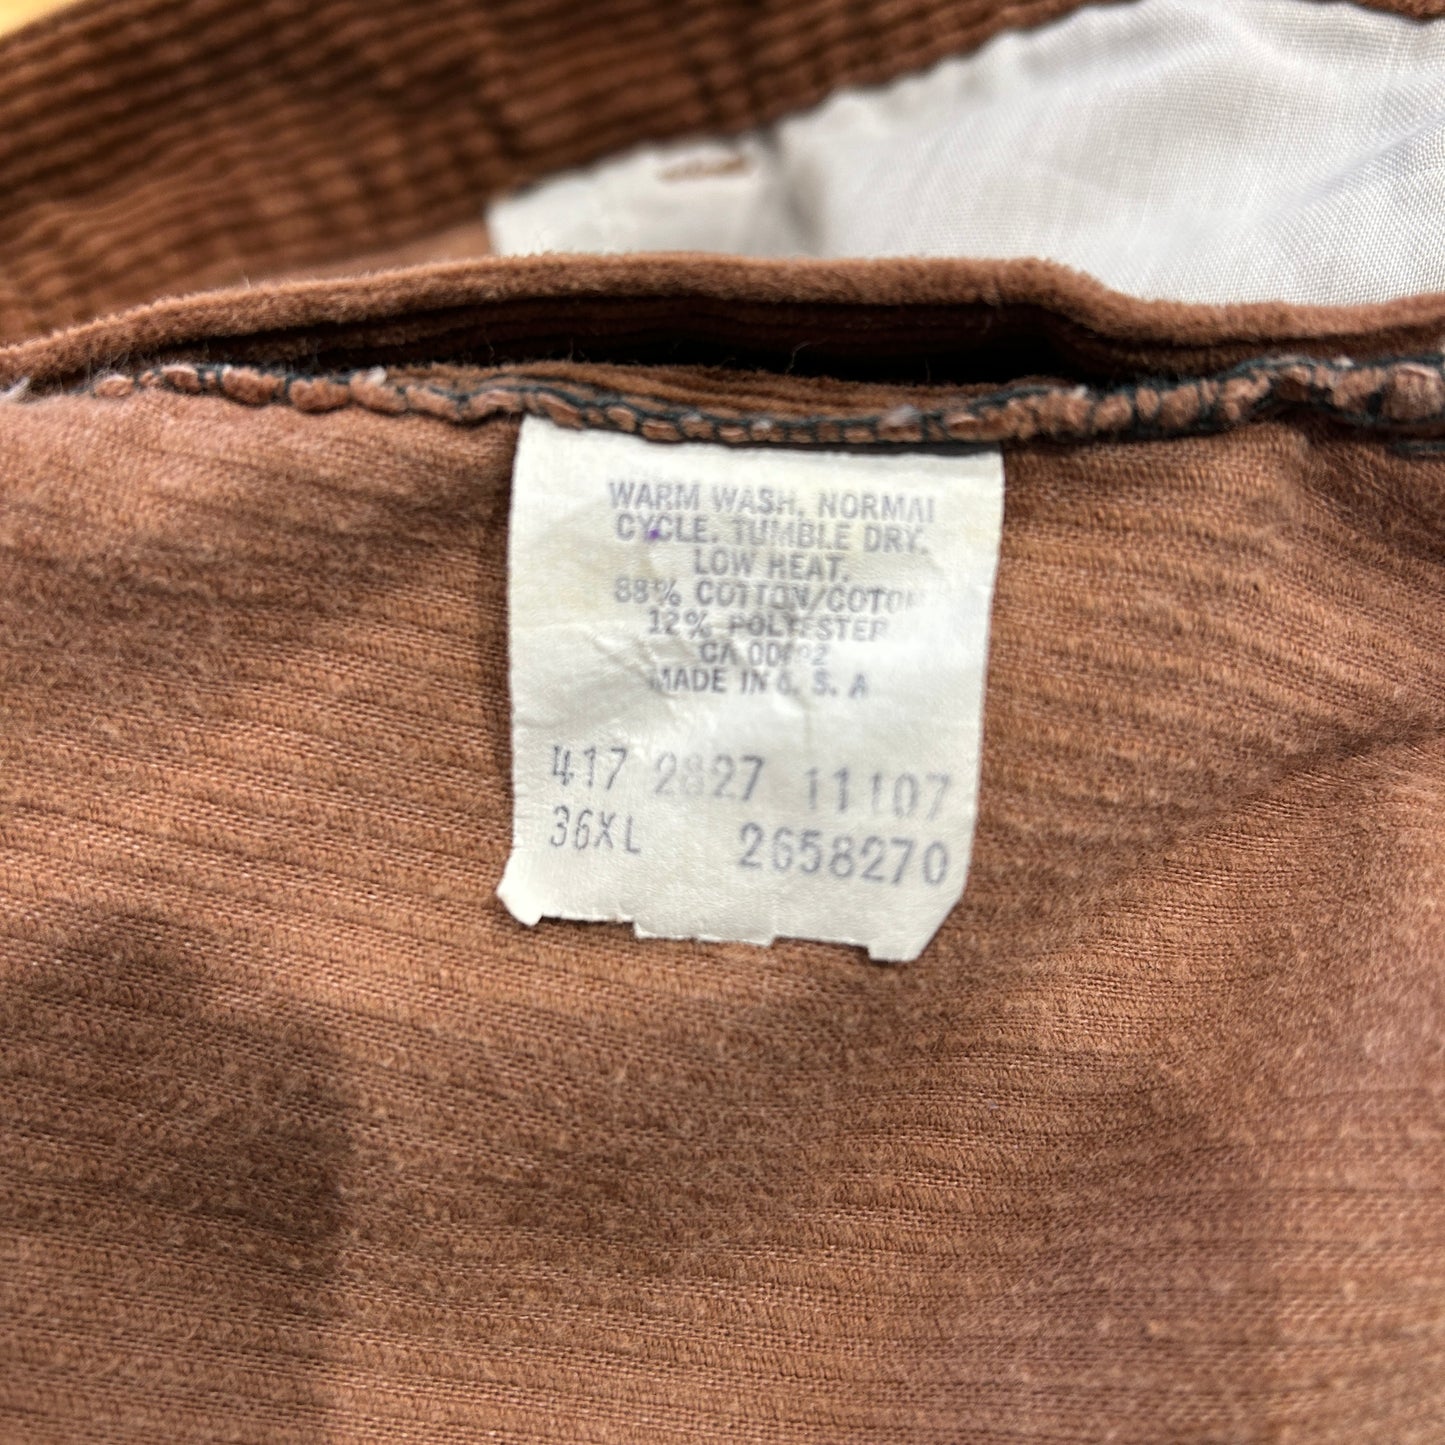 WARM WASH, NORMAL
CYCLE. TUMBLE DRY,
LOW HEAT.
88% COTTON/COTON
12% POLYESTER
CA
MADE IN U. S. A
417 2827 11107
36XL 2658270